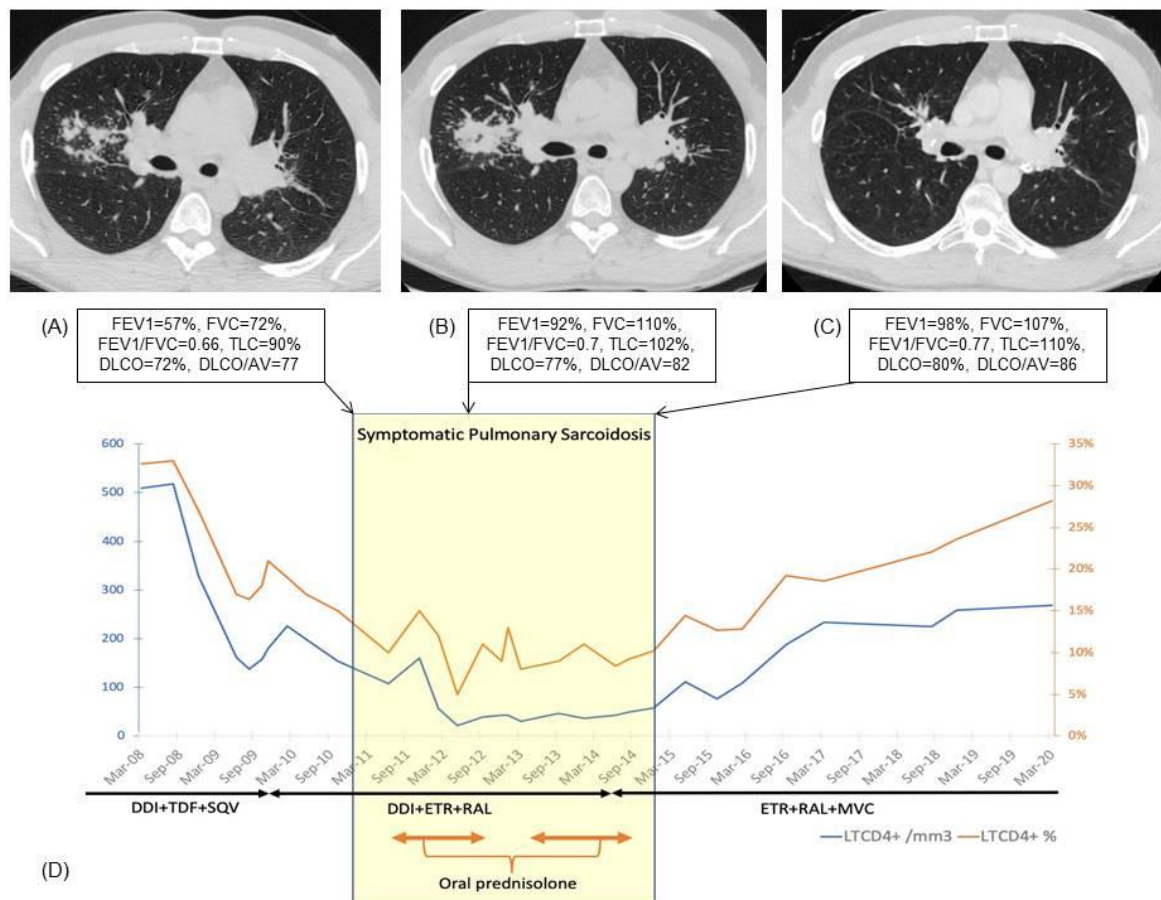 (A)
FEV1=57%, FVC=72%,
FEV1/FVC=0.66, TLC=90%
DLCO=72%, DLCO/AV=77
(B)
FEV1=92%, FVC=110%,
FEV1/FVC=0.7, TLC=102%,
DLCO=77%, DLCO/AV=82
(C)
FEV1=98%, FVC=107%,
FEV1/FVC=0.77, TLC=110%,
DLCO=80%, DLCO/AV=86
Symptomatic Pulmonary Sarcoidosis
600
500
400
300
200
100
0
35%
30%
25%
20%
15%
10%
5%
0%
Mar-08
Sep-08
Mar-09
Sep-09
Mar-10
Sep-10
Mar-11
Sep-11
Mar-12
Sep-12
Mar-13
Sep-13
Mar-14
Sep-14
Mar-15
Sep-15
Mar-16
Sep-16
Mar-17
Sep-17
Mar-18
Sep-18
Mar-19
Sep-19
Mar-20
DDI+TDF+SQV
DDI+ETR+RAL
ETR+RAL+MVC
LTCD4+ /mm3
LTCD4+ %
Oral prednisolone
(D)